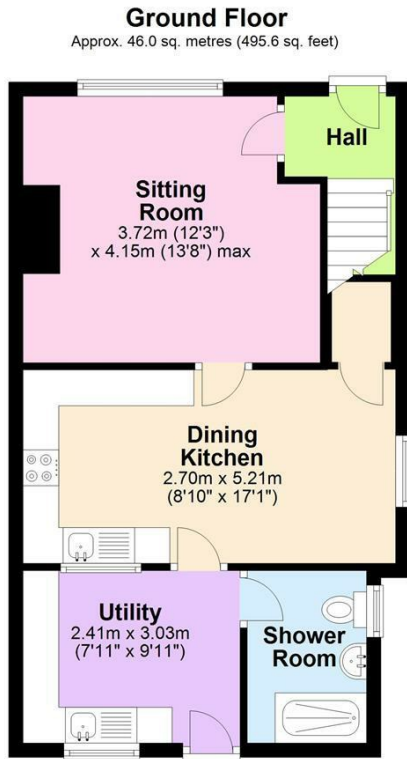 Ground Floor
Approx. 46.0 sq. metres (495.6 sq. feet)
Hall
Sitting
Room
3.72m (12'3")
x 4.15m (13'8") max
Dining
Kitchen
2.70m x 5.21m
(8'10" x 17'1")
Utility
2.41m x 3.03m
(7'11" x 9'11")
Shower
Room